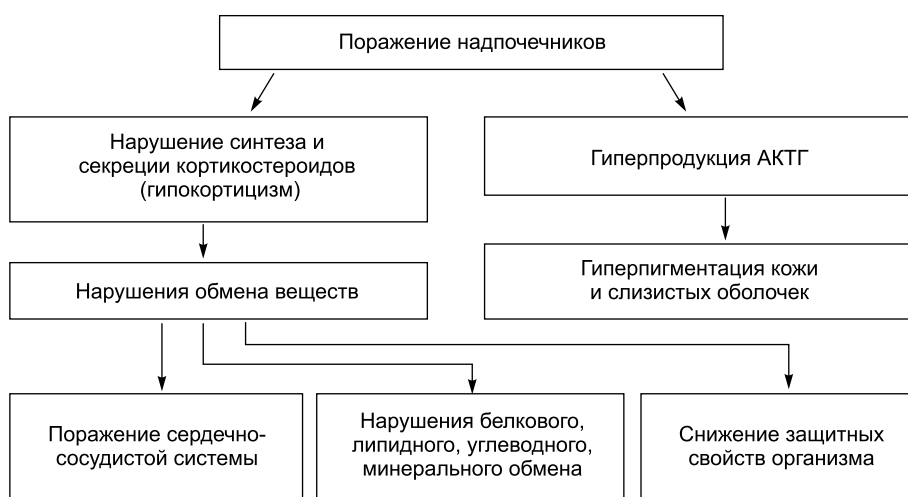 Поражение надпочечников
Нарушение синтеза и
секреции кортикостероидов
(гипокортицизм)
Гиперпродукция АКТГ
Нарушения обмена веществ
Гиперпигментация кожи
и слизистых оболочек
Поражение сердечно-
сосудистой системы
Нарушения белкового,
липидного, углеводного,
минерального обмена
Снижение защитных
свойств организма